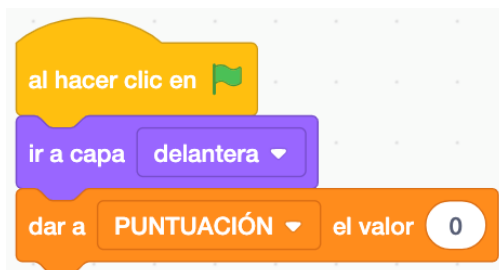 al hacer clic en
ir a capa delantera
dar a PUNTUACIÓN el valor 0